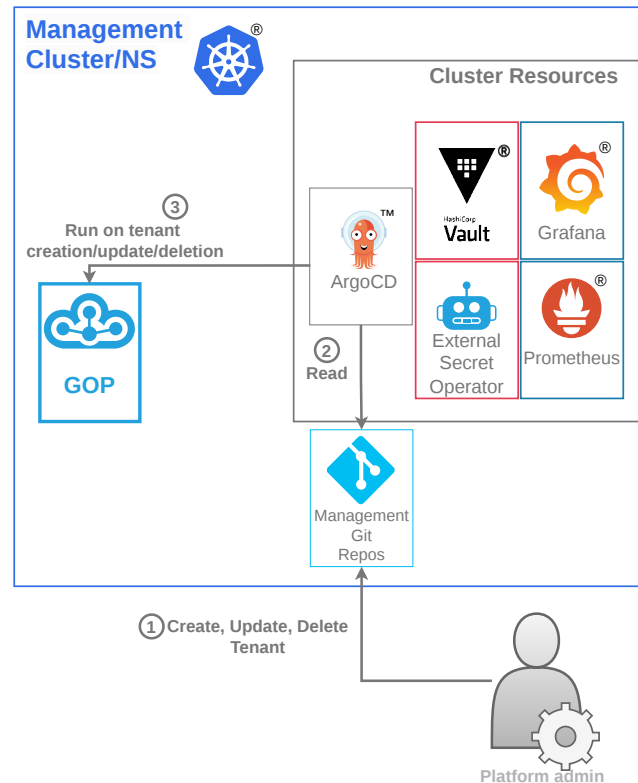 Management
Cluster/NS
®
Cluster Resources
®
HashiCorp
Vault
®
Grafana
TM
ArgoCD
External
Secret
Operator
®
Prometheus
3
Run on tenant
creation/update/deletion
GOP
2
Read
Management
Git
Repos
1 Create, Update, Delete
Tenant
Platform admin